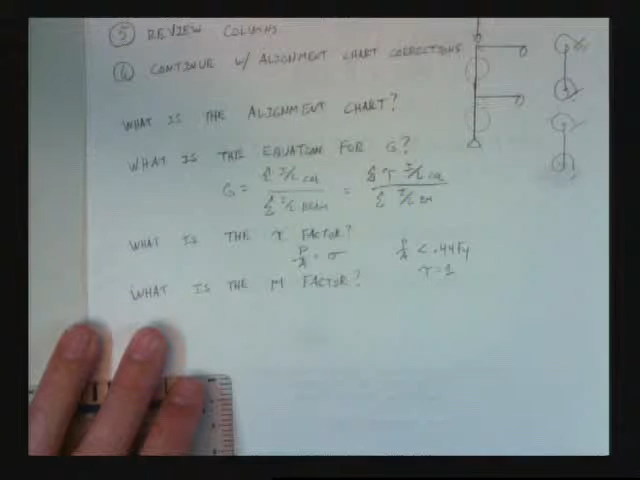 ⑤ REVIEW COLUMNS
⑥ CONTINUE W/ ALIGNMENT CHART CORRECTIONS
WHAT IS THE ALIGNMENT CHART?
WHAT IS THE EQUATION FOR G?
G = Σ I/L COL / Σ I/L BEAM = Σ τ I/L COL / Σ I/L BM
WHAT IS THE τ FACTOR?
P/A = σ P/A < .44Fy
τ = 1
WHAT IS THE M FACTOR?